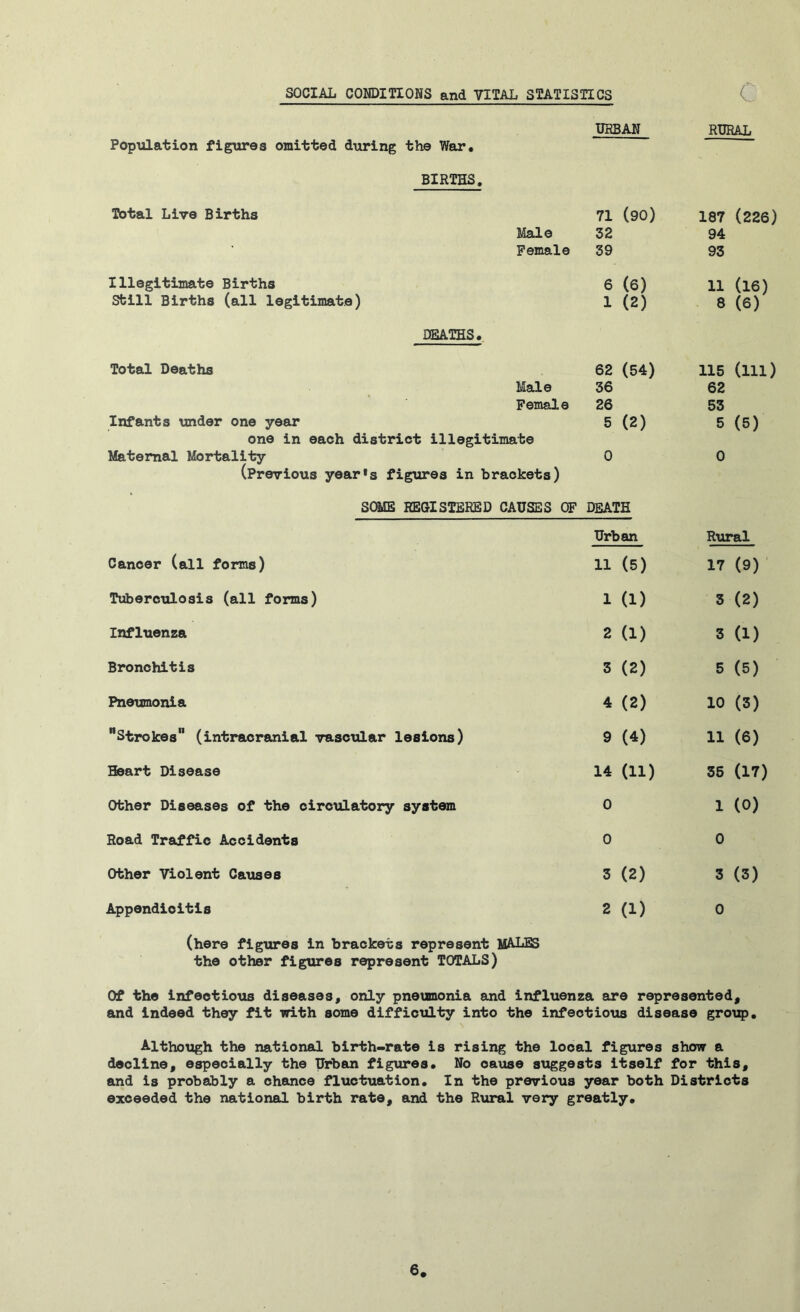 SOCIAL CONDITIONS and VITAL STATISTICS
URBAN RURAL
Population figures omitted during the War.
BIRTHS.
Total Live Births 71 (90) 187 (226)
Male 32 94
Female 39 93
Illegitimate Births 6 (6) 11 (16)
Still Births (all legitimate) 1 (2) 8 (6)
DEATHS.
Total Deaths 62 (54) 115 (111)
Male 36 62
Female 26 53
Infants under one year 5 (2) 5 (5)
one in each district illegitimate
Maternal Mortality 0 0
(Previous year's figures in brackets)
SOME REGISTERED CAUSES OF DEATH
Urban Rural
Cancer (all forms) 11 (5) 17 (9)
Tuberculosis (all forms) 1 (1) 3 (2)
Influenza 2 (1) 3 (1)
Bronchitis 3 (2) 5 (5)
Pneumonia 4 (2) 10 (3)
"Strokes" (intracranial vascular lesions) 9 (4) 11 (6)
Heart Disease 14 (11) 35 (17)
Other Diseases of the circulatory system 0 1 (0)
Road Traffic Accidents 0 0
Other Violent Causes 3 (2) 3 (3)
Appendicitis 2 (1) 0
(here figures in brackets represent MALES
the other figures represent TOTALS)
Of the infectious diseases, only pneumonia and influenza are represented,
and indeed they fit with some difficulty into the infectious disease group.
Although the national birth-rate is rising the local figures show a
decline, especially the Urban figures. No cause suggests itself for this,
and is probably a chance fluctuation. In the previous year both Districts
exceeded the national birth rate, and the Rural very greatly.
6.